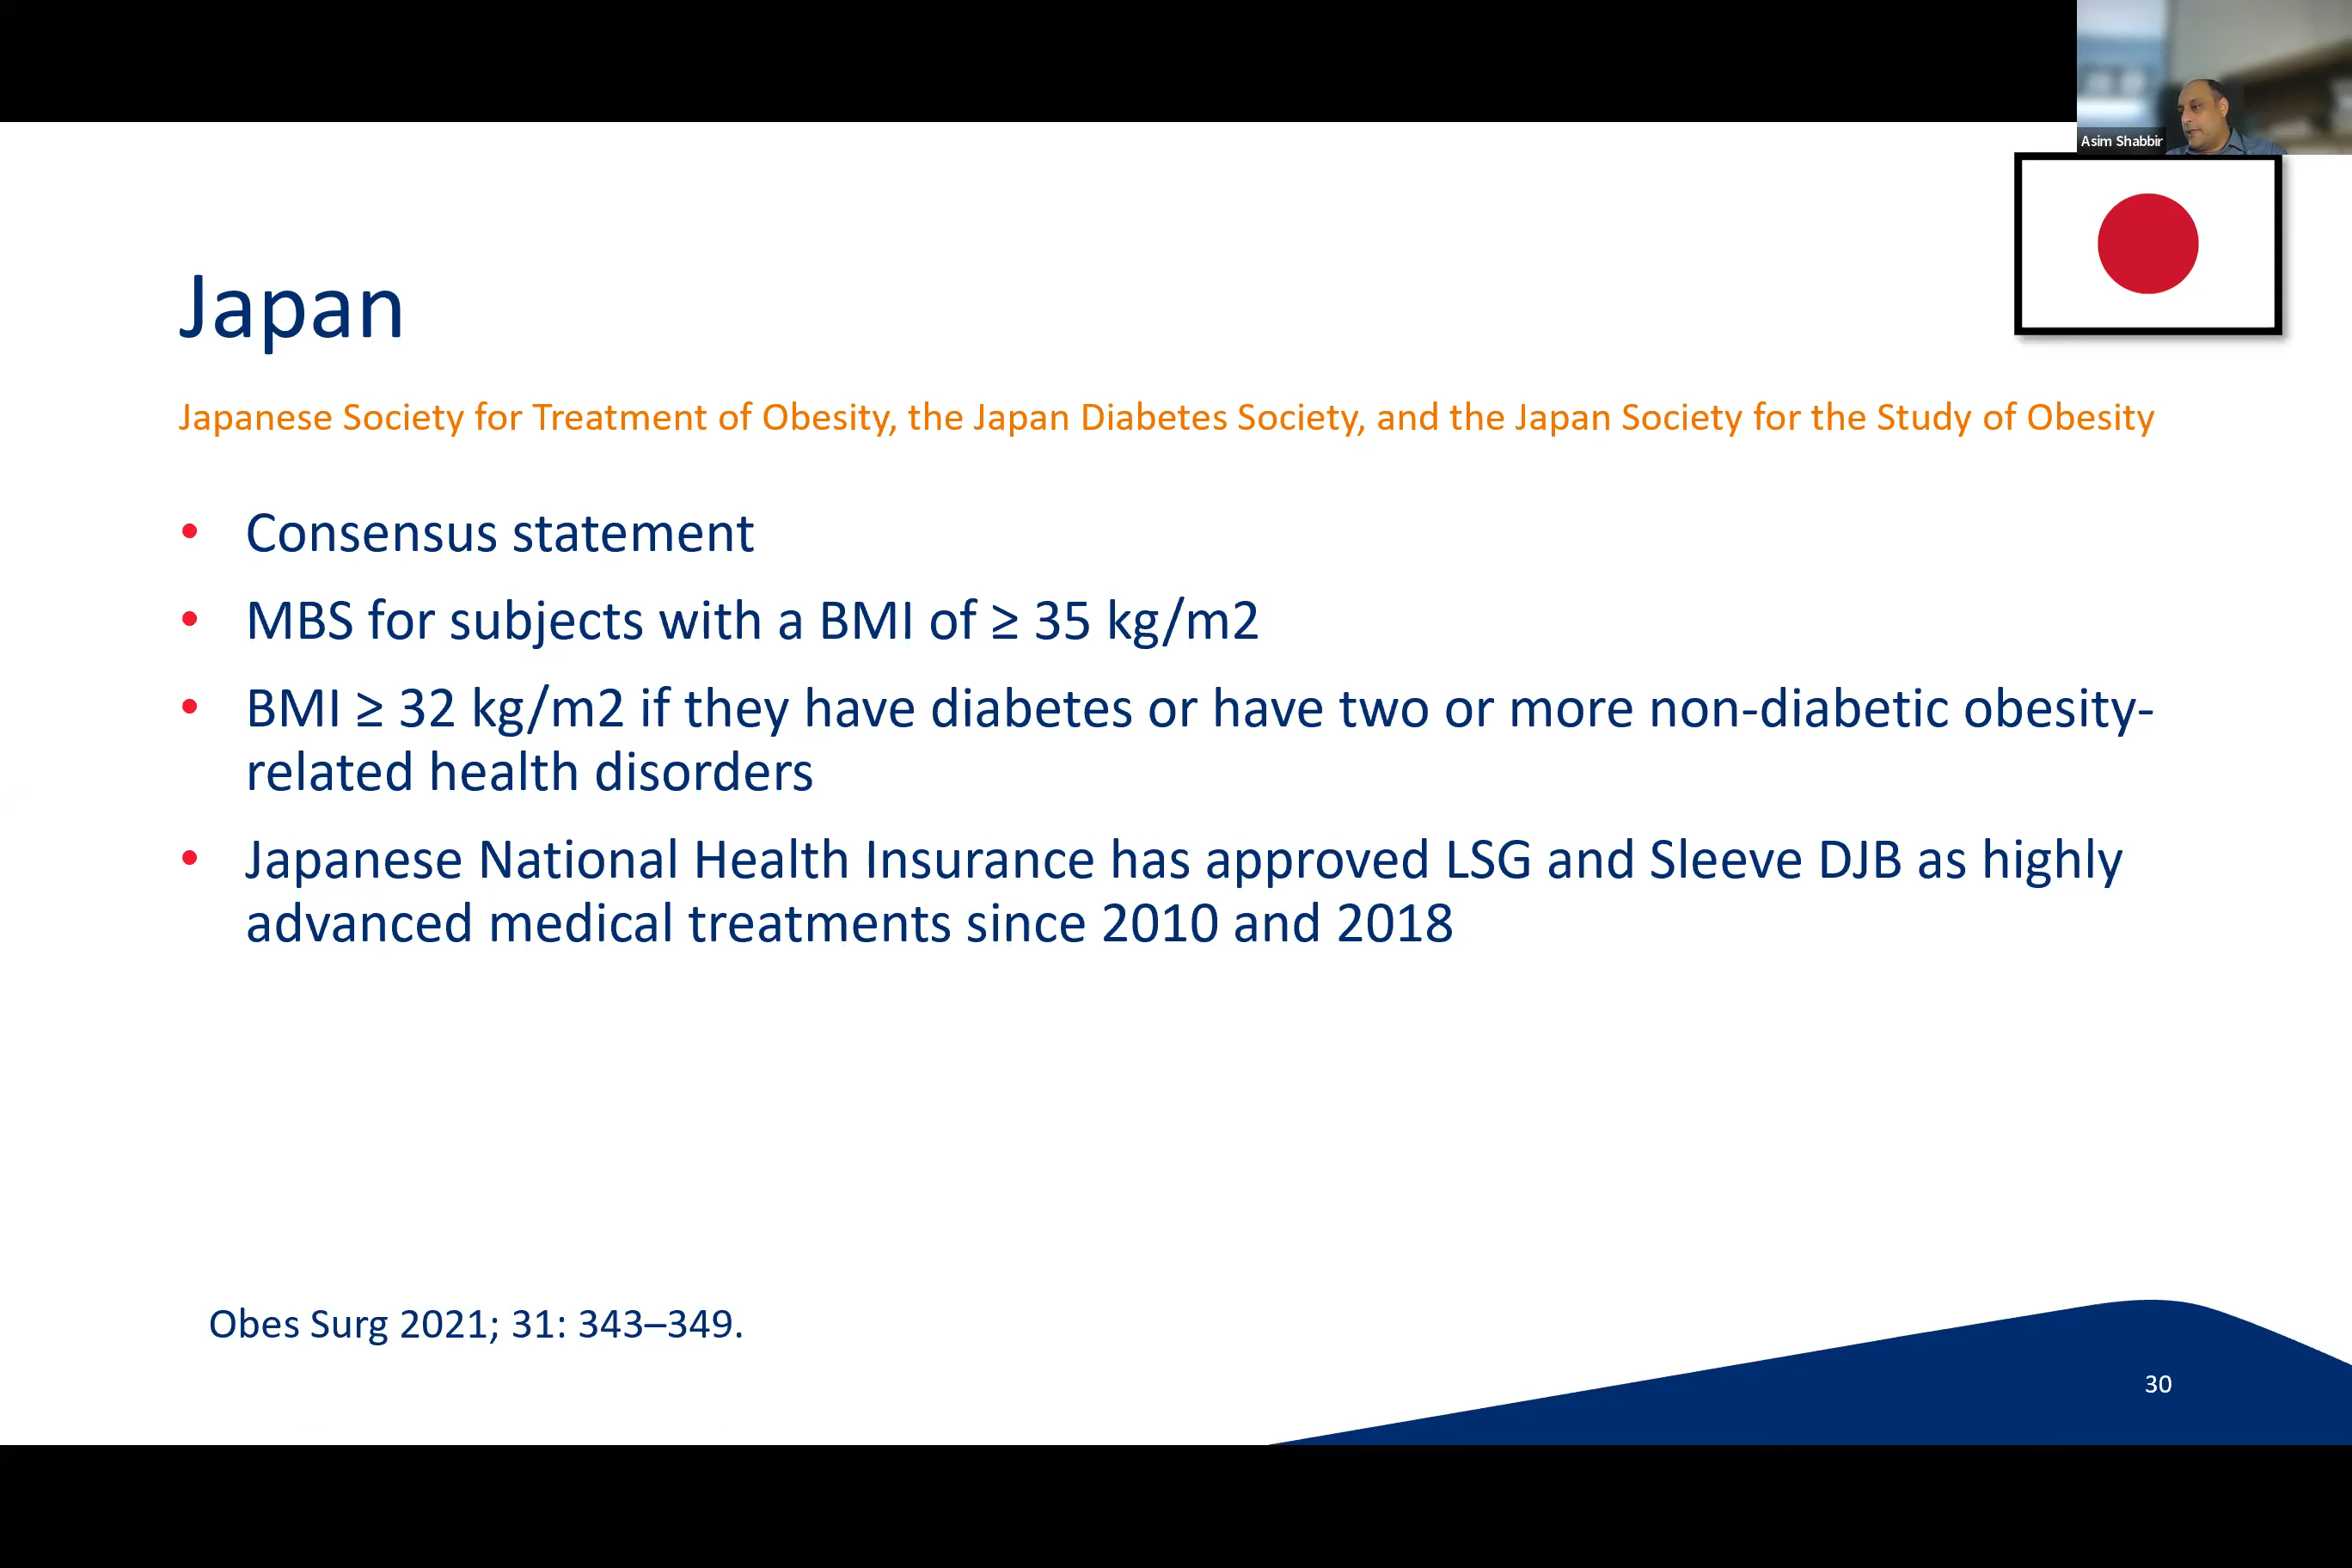 Asim Shabbir
Japan
Japanese Society for Treatment of Obesity, the Japan Diabetes Society, and the Japan Society for the Study of Obesity
• Consensus statement
• MBS for subjects with a BMI of ≥ 35 kg/m2
• BMI ≥ 32 kg/m2 if they have diabetes or have two or more non-diabetic obesity-
related health disorders
• Japanese National Health Insurance has approved LSG and Sleeve DJB as highly
advanced medical treatments since 2010 and 2018
Obes Surg 2021; 31: 343–349.
30